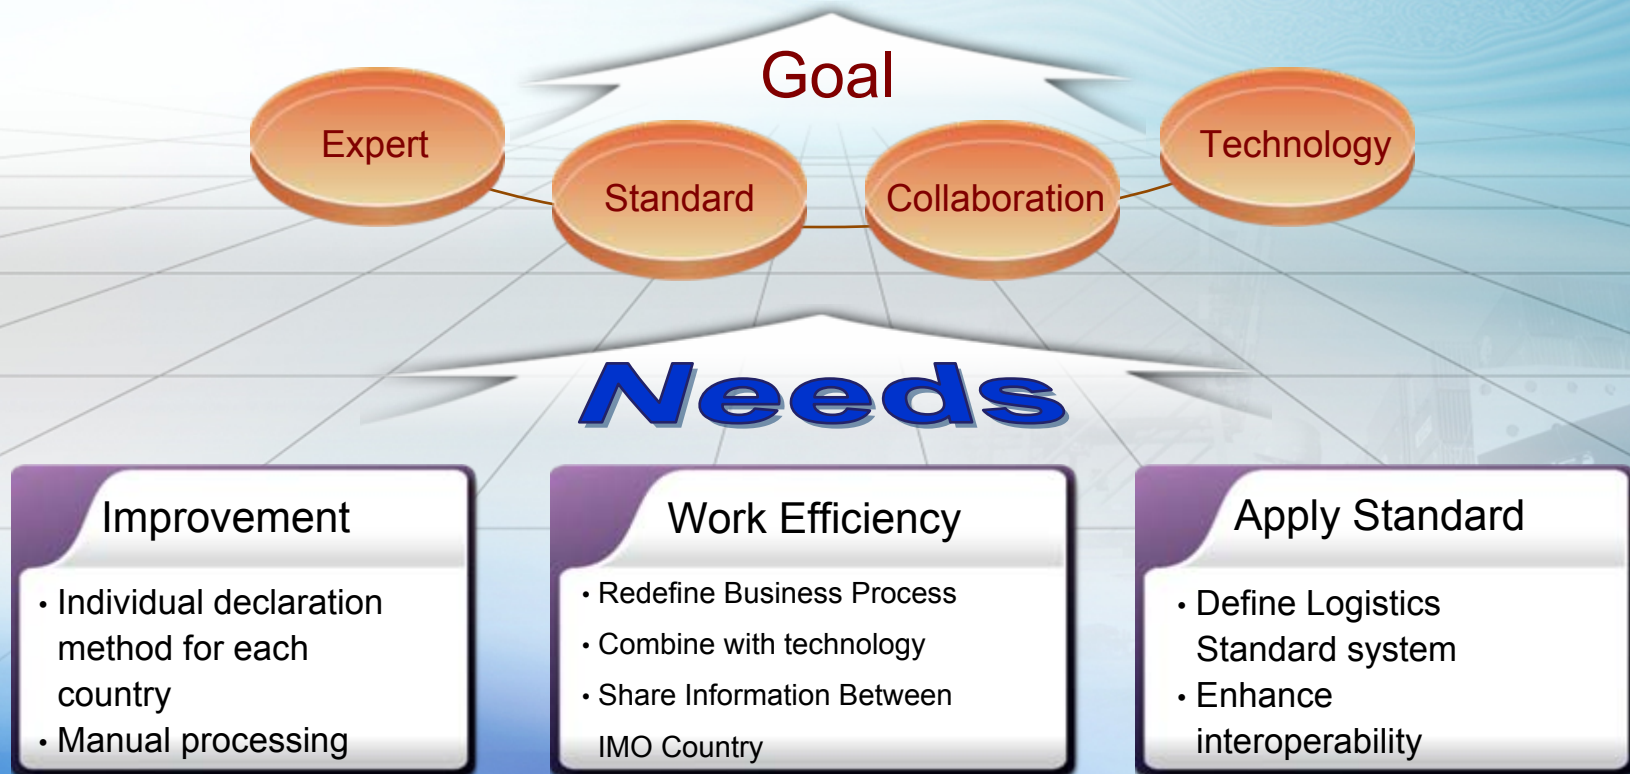 Goal
Expert
Standard
Collaboration
Technology
Needs
Improvement
• Individual declaration
method for each
country
• Manual processing
Work Efficiency
• Redefine Business Process
• Combine with technology
• Share Information Between
IMO Country
Apply Standard
• Define Logistics
Standard system
• Enhance
interoperability